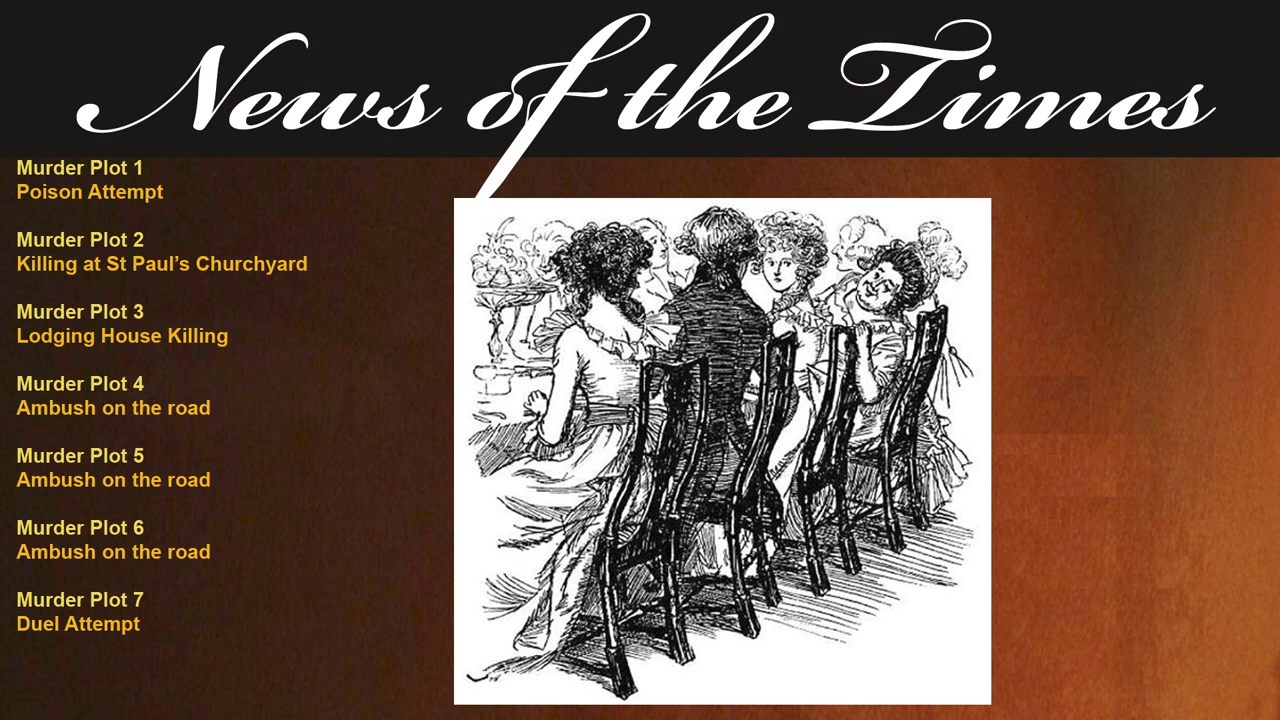 News of the Times
Murder Plot 1
Poison Attempt
Murder Plot 2
Killing at St Paul’s Churchyard
Murder Plot 3
Lodging House Killing
Murder Plot 4
Ambush on the road
Murder Plot 5
Ambush on the road
Murder Plot 6
Ambush on the road
Murder Plot 7
Duel Attempt